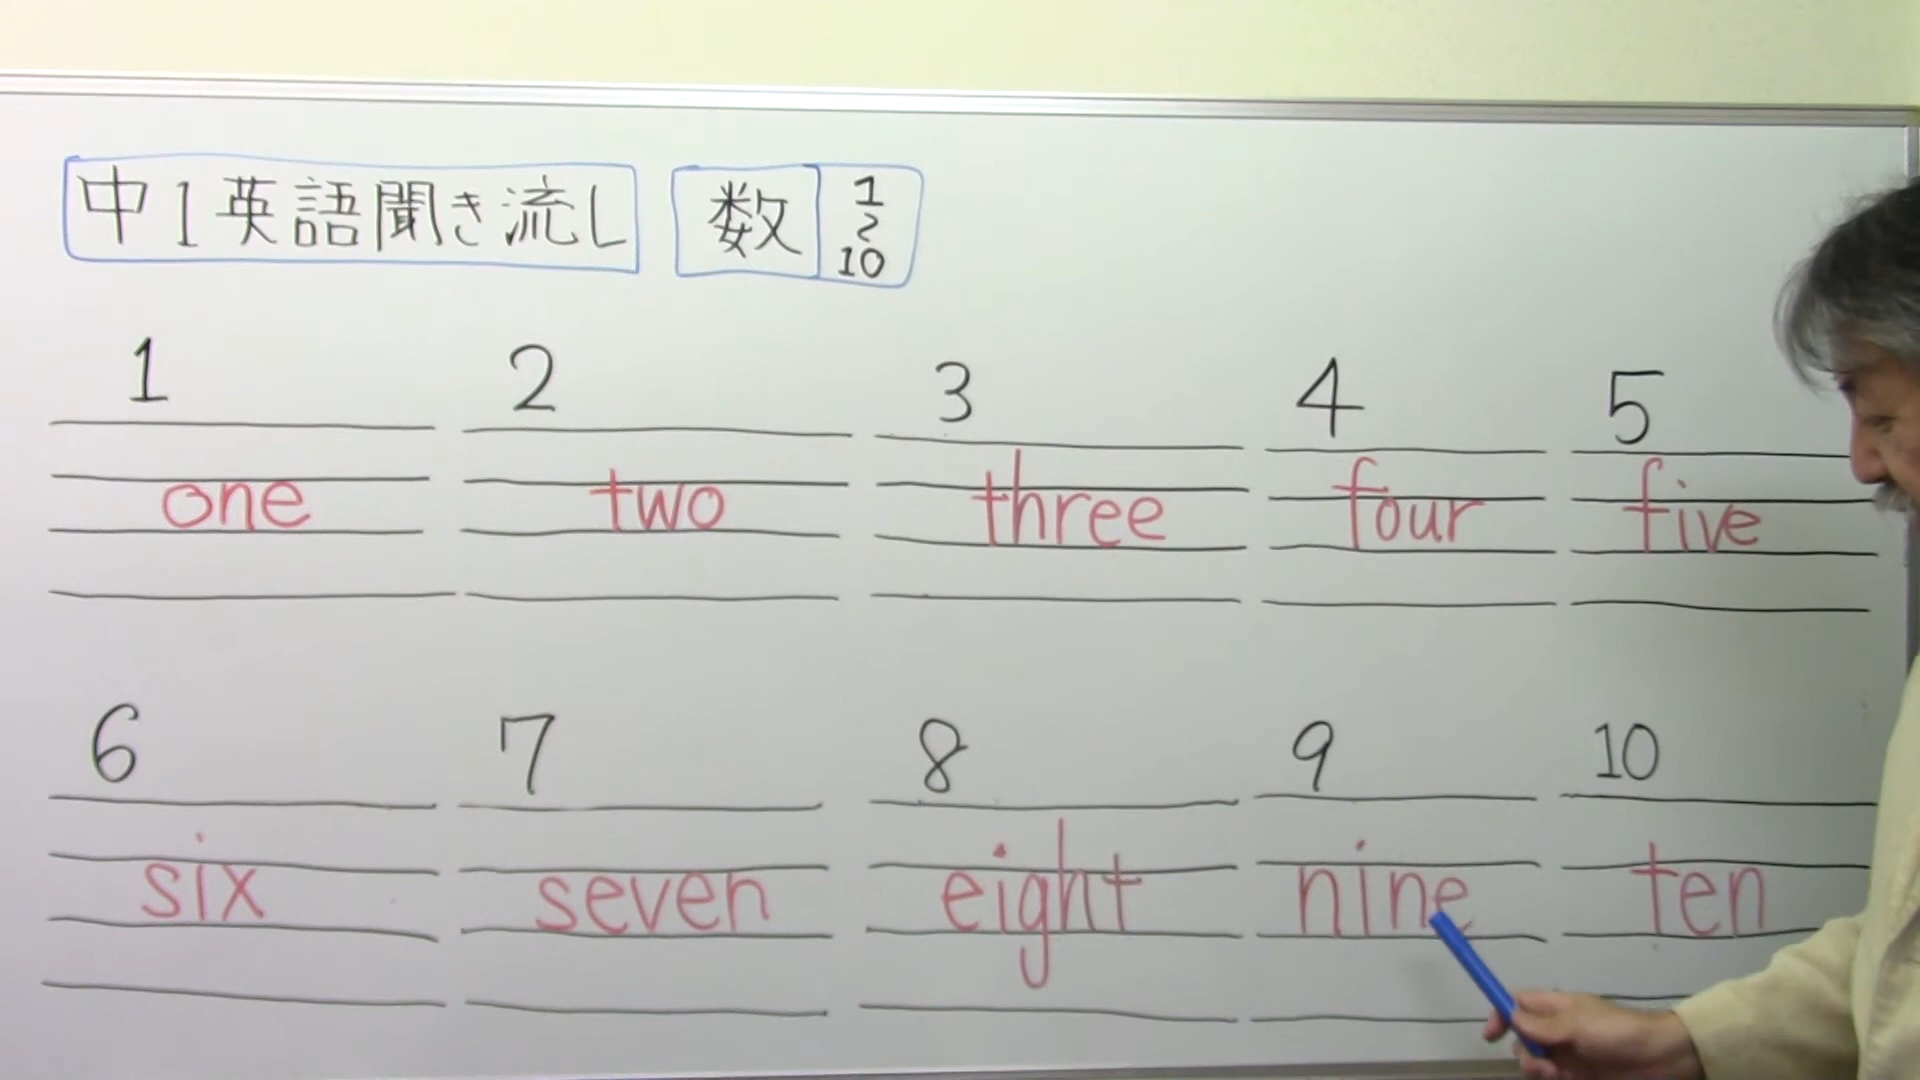 中1英語聞き流し 数 1
〜
10
1 2 3 4 5
one two three four five
6 7 8 9 10
six seven eight nine ten